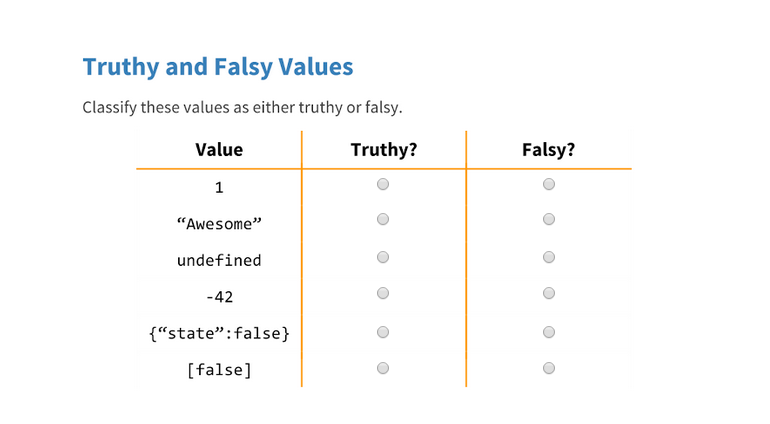 Truthy and Falsy Values
Classify these values as either truthy or falsy.
Value Truthy? Falsy?
1
“Awesome”
undefined
-42
{“state”:false}
[false]